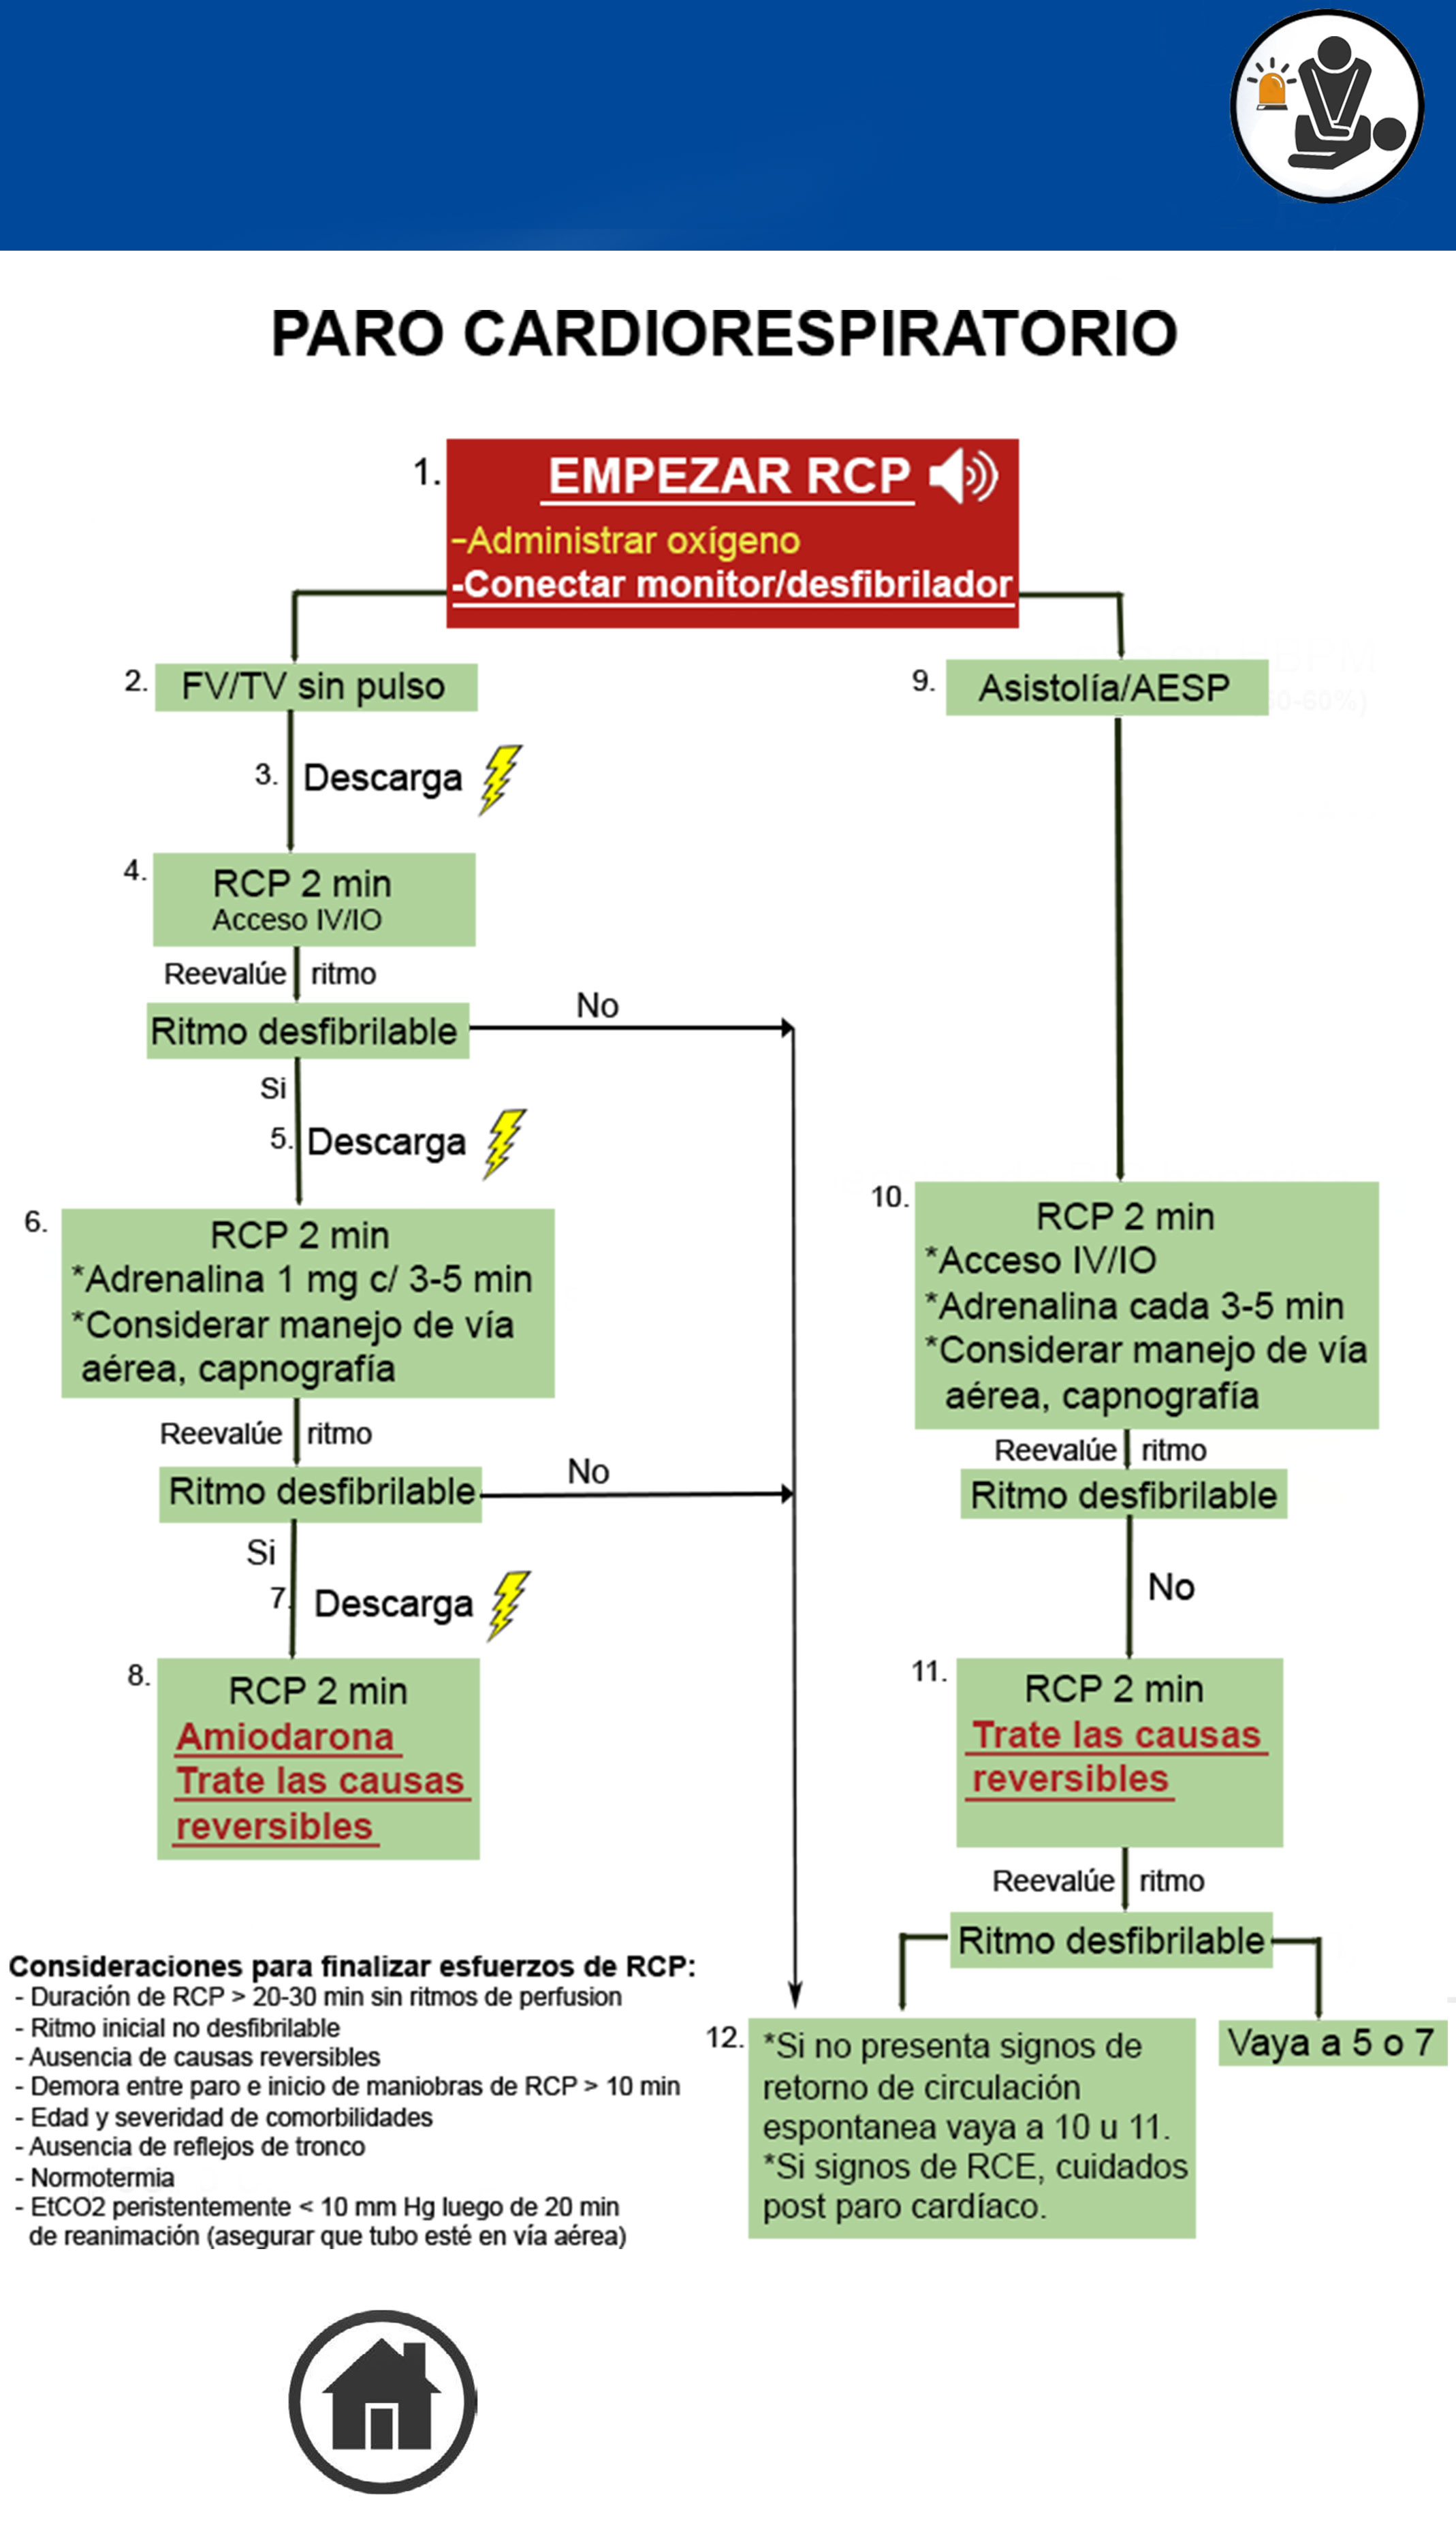 PARO CARDIORESPIRATORIO
1.
EMPEZAR RCP
-Administrar oxígeno
-Conectar monitor/desfibrilador
2.
FV/TV sin pulso
3.
Descarga
4.
RCP 2 min
Acceso IV/IO
Reevalúe ritmo
Ritmo desfibrilable
No
Si
5.
Descarga
6.
RCP 2 min
*Adrenalina 1 mg c/ 3-5 min
*Considerar manejo de vía
aérea, capnografía
Reevalúe ritmo
Ritmo desfibrilable
No
Si
7.
Descarga
8.
RCP 2 min
Amiodarona
Trate las causas
reversibles
9.
Asistolía/AESP
10.
RCP 2 min
*Acceso IV/IO
*Adrenalina cada 3-5 min
*Considerar manejo de vía
aérea, capnografía
Reevalúe ritmo
Ritmo desfibrilable
No
11.
RCP 2 min
Trate las causas
reversibles
Reevalúe ritmo
Ritmo desfibrilable
Vaya a 5 o 7
12.
*Si no presenta signos de
retorno de circulación
espontanea vaya a 10 u 11.
*Si signos de RCE, cuidados
post paro cardíaco.
Consideraciones para finalizar esfuerzos de RCP:
- Duración de RCP > 20-30 min sin ritmos de perfusion
- Ritmo inicial no desfibrilable
- Ausencia de causas reversibles
- Demora entre paro e inicio de maniobras de RCP > 10 min
- Edad y severidad de comorbilidades
- Ausencia de reflejos de tronco
- Normotermia
- EtCO2 peristentemente < 10 mm Hg luego de 20 min
de reanimación (asegurar que tubo esté en vía aérea)